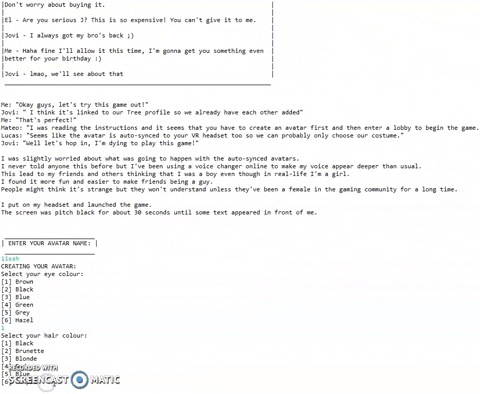 |Don't worry about buying it.
|
|El - Are you serious J? This is so expensive! You can't give it to me.
|
|Jovi - I always got my bro's back ;)
|
|Me - Haha fine I'll allow it this time, I'm gonna get you something even
|better for your birthday :)
|
|Jovi - lmao, we'll see about that
Me: "Okay guys, let's try this game out!"
Jovi: " I think it's linked to our Tree profile so we already have each other added"
Me: "That's perfect!"
Mateo: "I was reading the instructions and it seems that you have to create an avatar first and then enter a lobby to begin the game.
Lucas: "Seems like the avatar is auto-synced to your VR headset too so we can probably only choose our costume."
Jovi: "Well let's hop in, I'm dying to play this game!"
I was slightly worried about what was going to happen with the auto-synced avatars.
I never told anyone this before but I've been using a voice changer online to make my voice appear deeper than usual.
This lead to my friends and others thinking that I was a boy even though in real-life I'm a girl.
I found it more fun and easier to make friends being a guy.
People might think it's strange but they won't understand unless they've been a female in the gaming community for a long time.
I put on my headset and launched the game.
The screen was pitch black for about 30 seconds until some text appeared in front of me.
| ENTER YOUR AVATAR NAME: |
CREATING YOUR AVATAR:
Select your eye colour:
[1] Brown
[2] Black
[3] Blue
[4] Green
[5] Grey
[6] Hazel
1
Select your hair colour:
[1] Black
[2] Brunette
[3] Blonde
RECORDED WITH
[5] Blue
SCREENCAST MATIC